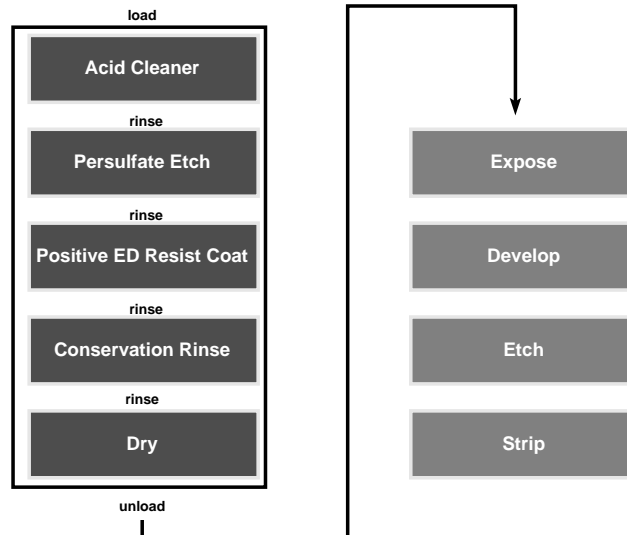 load
Acid Cleaner
rinse
Persulfate Etch
rinse
Positive ED Resist Coat
rinse
Conservation Rinse
rinse
Dry
unload
Expose
Develop
Etch
Strip